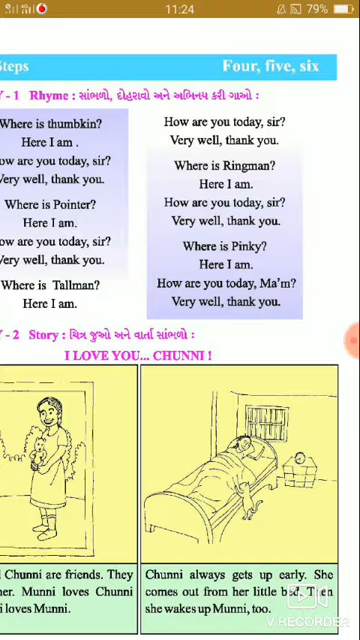 11:24
79%
Steps
Four, five, six
Y - 1 Rhyme : સાંભળો, દોહરાવો અને અભિનય કરી ગાઓ :
Where is thumbkin?
Here I am .
How are you today, sir?
Very well, thank you.
Where is Pointer?
Here I am.
How are you today, sir?
Very well, thank you.
Where is Tallman?
Here I am.
How are you today, sir?
Very well, thank you.
Where is Ringman?
Here I am.
How are you today, sir?
Very well, thank you.
Where is Pinky?
Here I am.
How are you today, Ma'm?
Very well, thank you.
Y - 2 Story : ચિત્ર જુઓ અને વાર્તા સાંભળો :
I LOVE YOU... CHUNNI !
Chunni are friends. They
her. Munni loves Chunni
i loves Munni.
Chunni always gets up early. She
comes out from her little bed. Then
she wakes up Munni, too.
V RECORDER